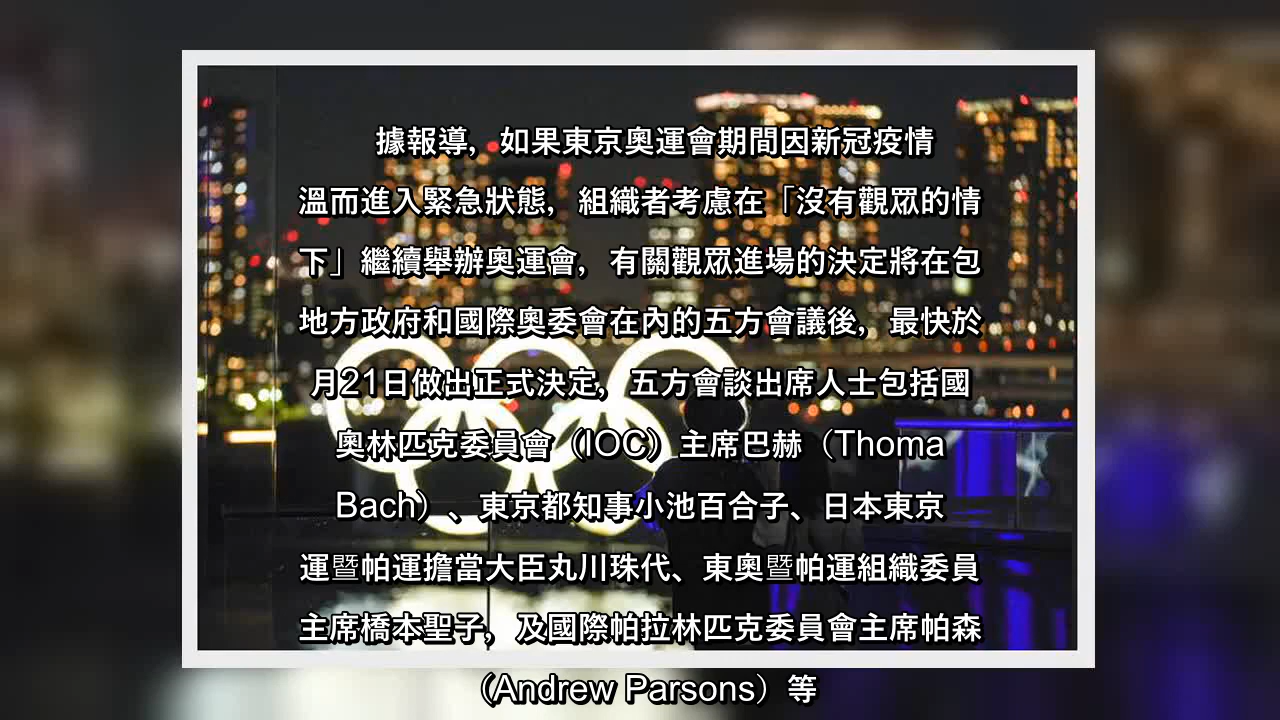 據報導，如果東京奧運會期間因新冠疫情
溫而進入緊急狀態，組織者考慮在「沒有觀眾的情
下」繼續舉辦奧運會，有關觀眾進場的決定將在包
地方政府和國際奧委會在內的五方會議後，最快於
月21日做出正式決定，五方會談出席人士包括國
奧林匹克委員會（IOC）主席巴赫（Thoma
Bach）、東京都知事小池百合子、日本東京
運暨帕運擔當大臣丸川珠代、東奧暨帕運組織委員
主席橋本聖子，及國際帕拉林匹克委員會主席帕森
（Andrew Parsons）等